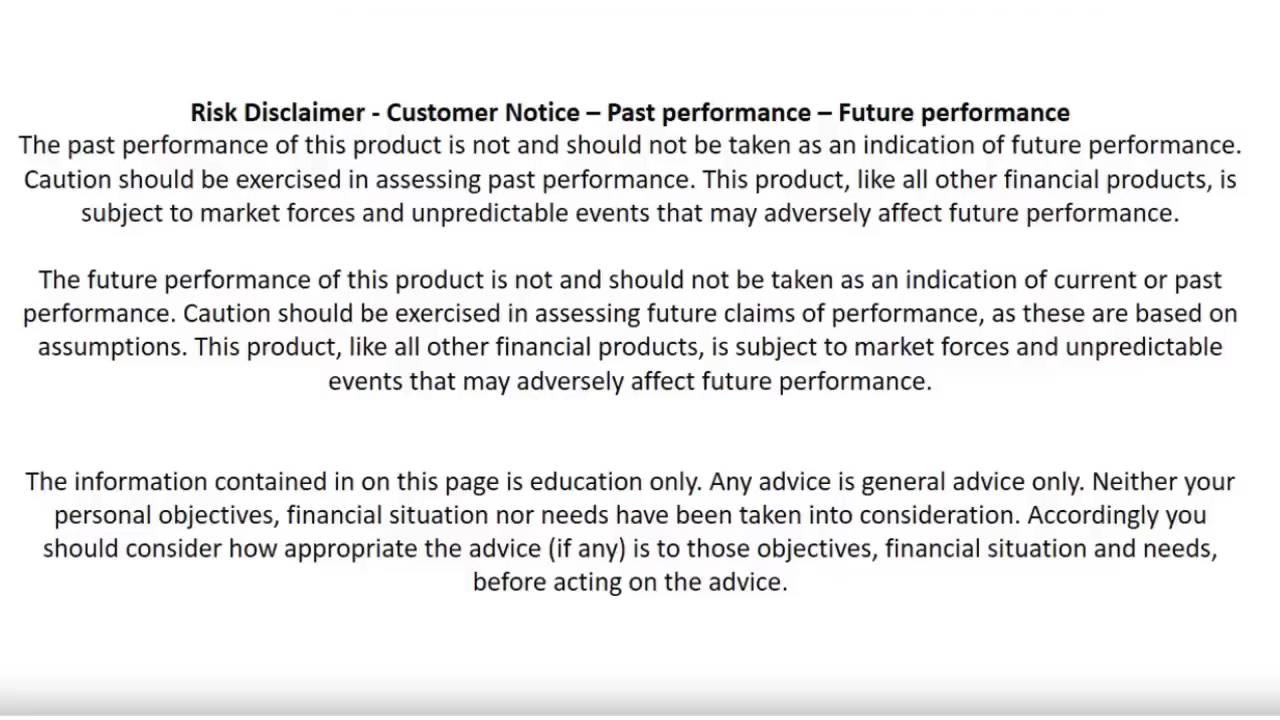 Risk Disclaimer - Customer Notice – Past performance – Future performance
The past performance of this product is not and should not be taken as an indication of future performance.
Caution should be exercised in assessing past performance. This product, like all other financial products, is
subject to market forces and unpredictable events that may adversely affect future performance.
The future performance of this product is not and should not be taken as an indication of current or past
performance. Caution should be exercised in assessing future claims of performance, as these are based on
assumptions. This product, like all other financial products, is subject to market forces and unpredictable
events that may adversely affect future performance.
The information contained in on this page is education only. Any advice is general advice only. Neither your
personal objectives, financial situation nor needs have been taken into consideration. Accordingly you
should consider how appropriate the advice (if any) is to those objectives, financial situation and needs,
before acting on the advice.